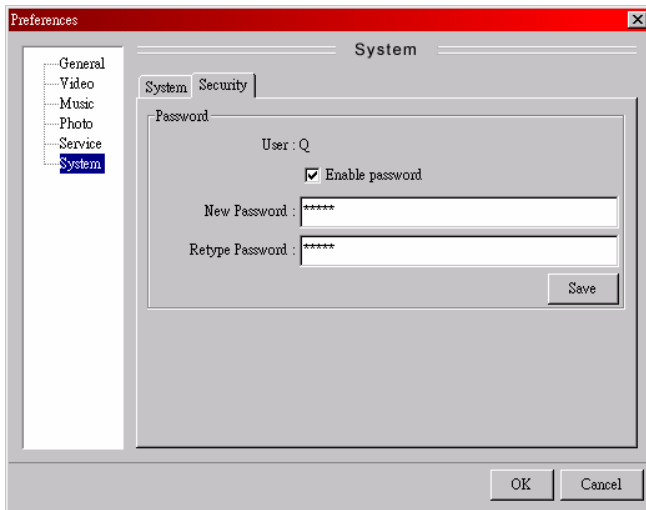 Preferences
System
General
Video
Music
Photo
Service
System
System
Security
Password
User : Q
Enable password
New Password : *****
Retype Password : *****
Save
OK
Cancel